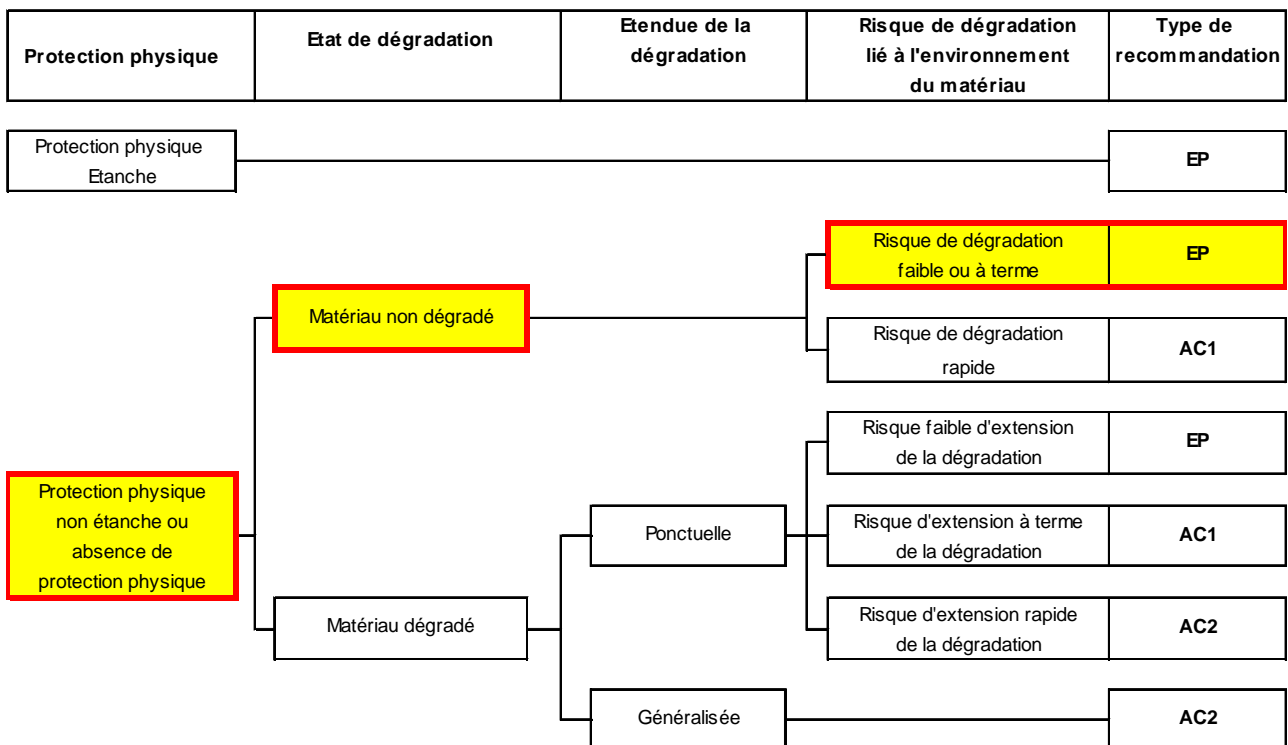 Protection physique
Etat de dégradation
Etendue de la
dégradation
Risque de dégradation
lié à l'environnement
du matériau
Type de
recommandation
Protection physique
Etanche
EP
Risque de dégradation
faible ou à terme
EP
Matériau non dégradé
Risque de dégradation
rapide
AC1
Risque faible d'extension
de la dégradation
EP
Protection physique
non étanche ou
absence de
protection physique
Ponctuelle
Risque d'extension à terme
de la dégradation
AC1
Matériau dégradé
Risque d'extension rapide
de la dégradation
AC2
Généralisée
AC2